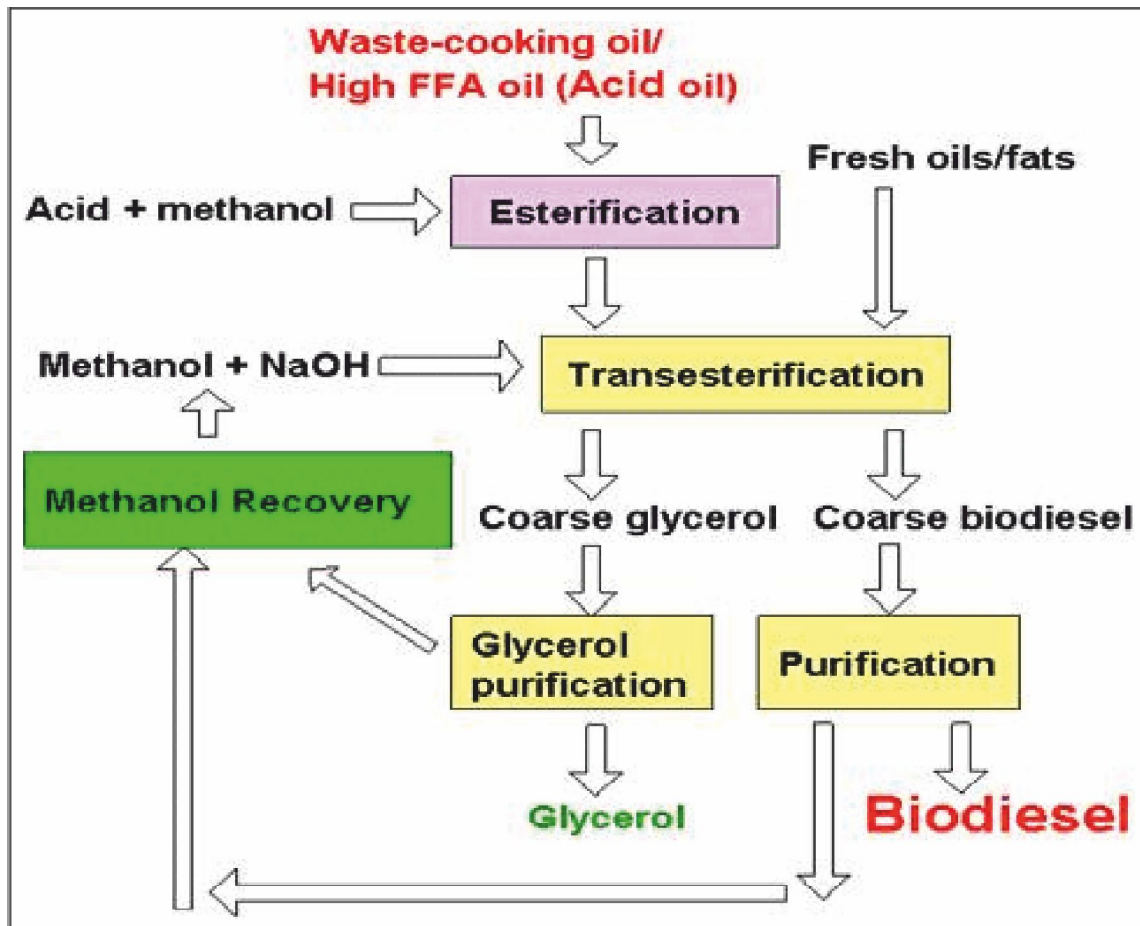 Waste-cooking oil/
High FFA oil (Acid oil)
Fresh oils/fats
Acid + methanol
Esterification
Methanol + NaOH
Transesterification
Methanol Recovery
Coarse glycerol
Coarse biodiesel
Glycerol
purification
Purification
Glycerol
Biodiesel